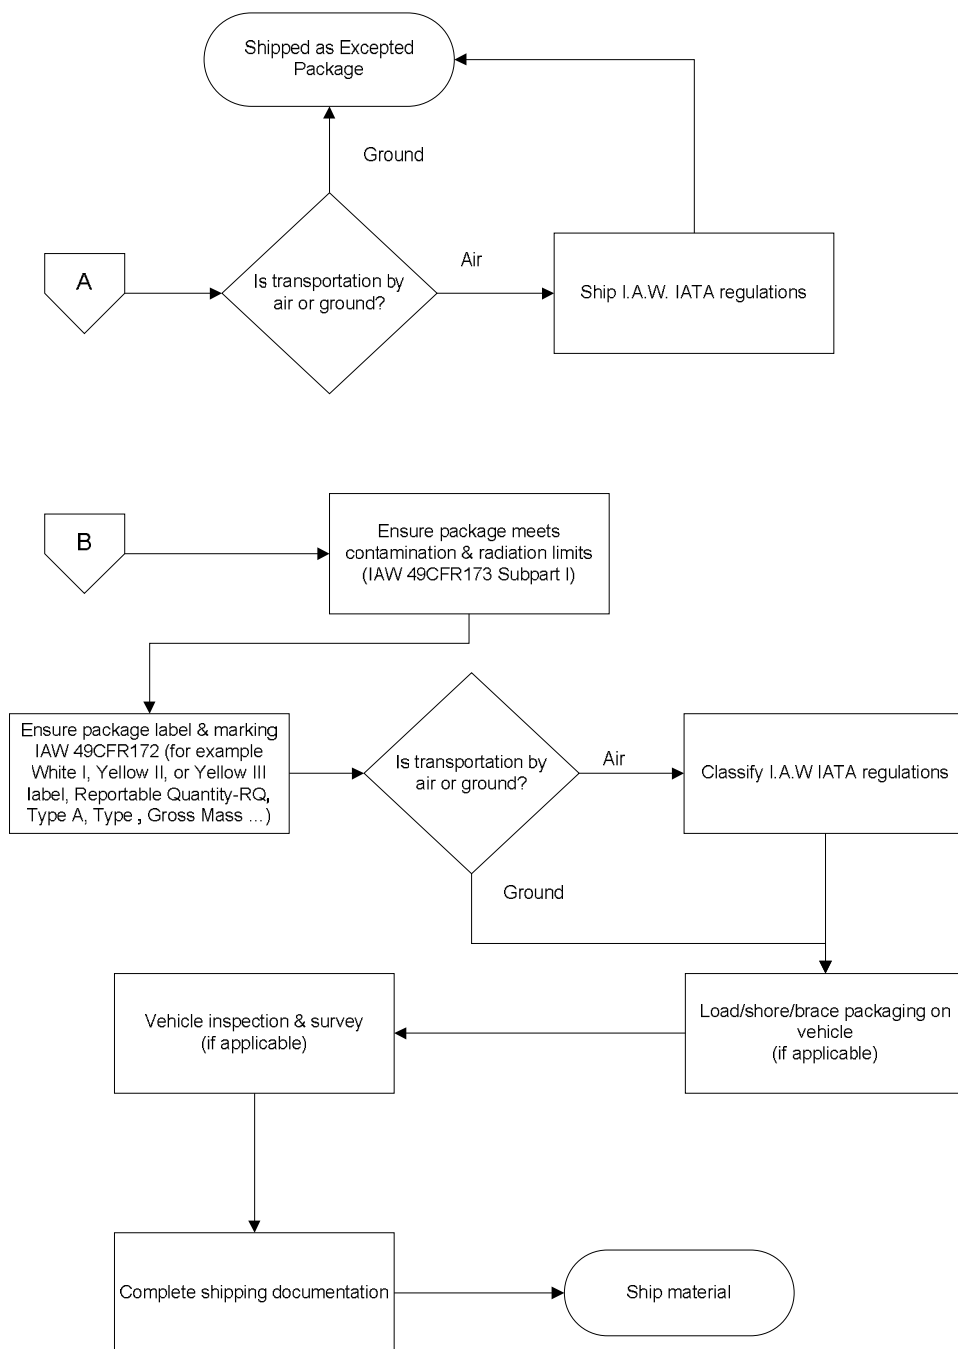 Shipped as Excepted
Package
Ground
A
Is transportation by
air or ground?
Air
Ship I.A.W. IATA regulations
B
Ensure package meets
contamination & radiation limits
(IAW 49CFR173 Subpart I)
Ensure package label & marking
IAW 49CFR172 (for example
White I, Yellow II, or Yellow III
label, Reportable Quantity-RQ,
Type A, Type , Gross Mass ...)
Is transportation by
air or ground?
Air
Classify I.A.W IATA regulations
Ground
Load/shore/brace packaging on
vehicle
(if applicable)
Vehicle inspection & survey
(if applicable)
Complete shipping documentation
Ship material